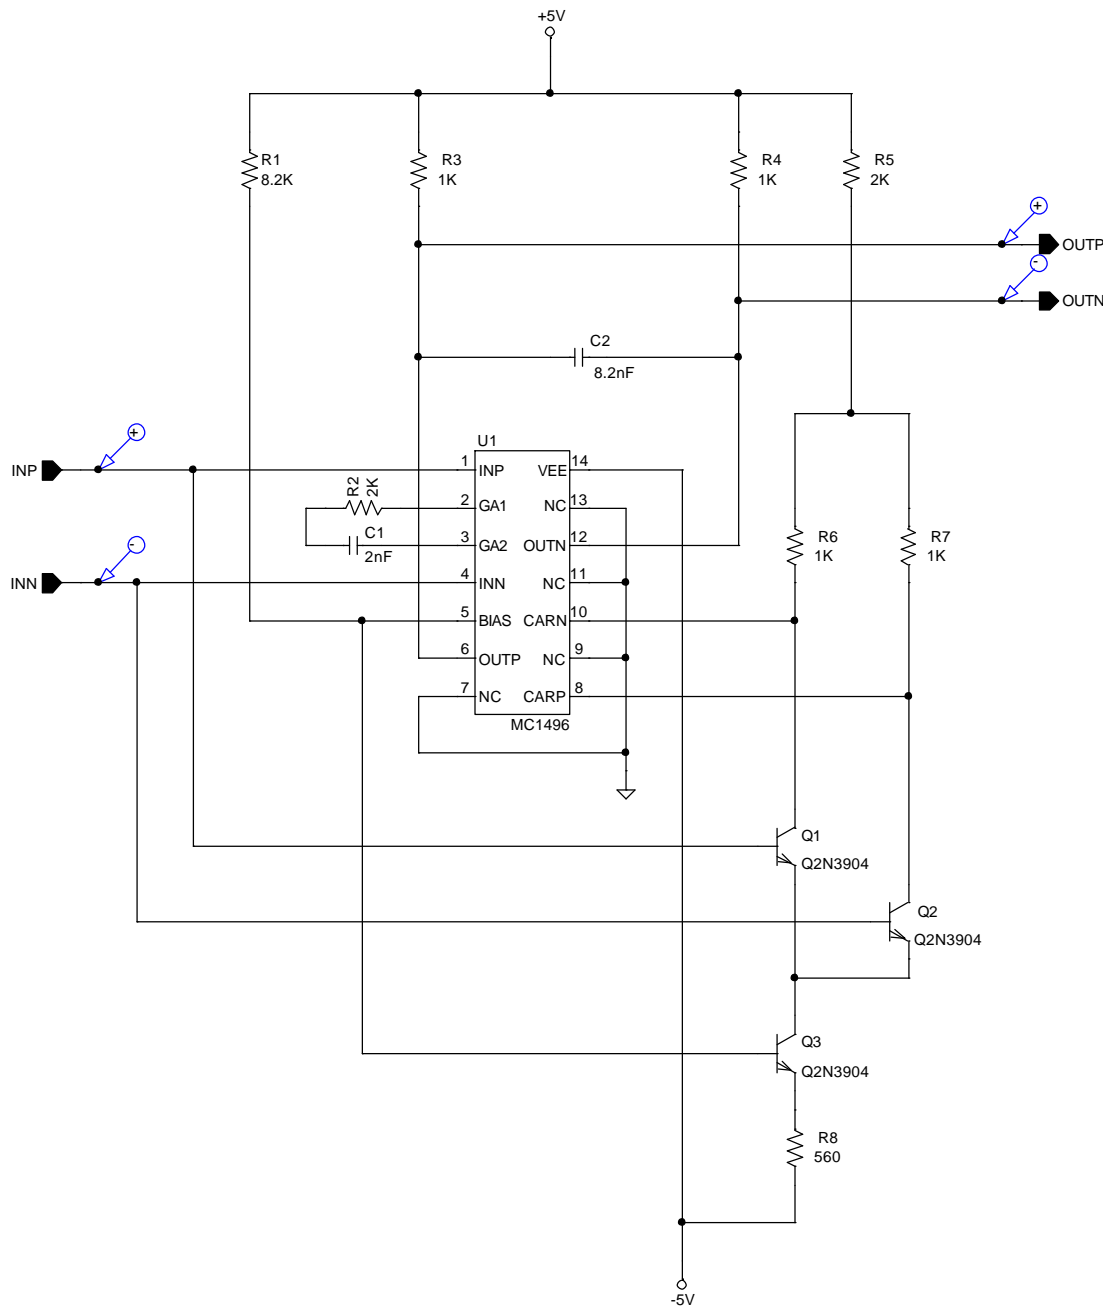 +5V
R1
8.2K
R3
1K
R4
1K
R5
2K
+
OUTP
-
OUTN
C2
8.2nF
+
INP
U1
1
INP
VEE
14
R2
2K
2
GA1
NC
13
C1
2nF
3
GA2
OUTN
12
R6
1K
R7
1K
-
INN
4
INN
NC
11
5
BIAS
CARN
10
6
OUTP
NC
9
7
NC
CARP
8
MC1496
Q1
Q2N3904
Q2
Q2N3904
Q3
Q2N3904
R8
560
-5V